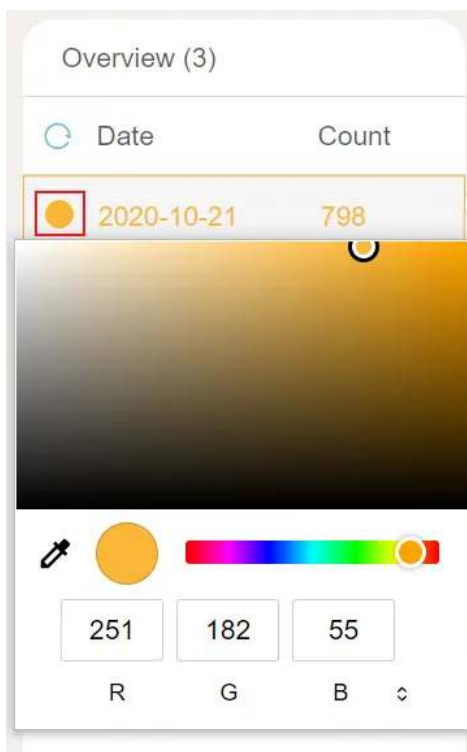 Overview (3)
Date Count
2020-10-21 798
251 182 55
R G B